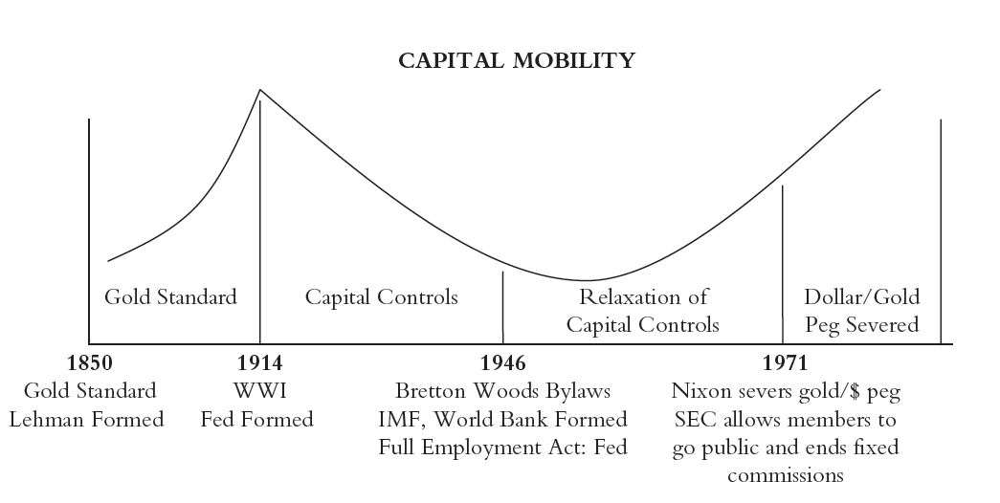 CAPITAL MOBILITY
Gold Standard
Capital Controls
Relaxation of
Capital Controls
Dollar/Gold
Peg Severed
1850
Gold Standard
Lehman Formed
1914
WWI
Fed Formed
1946
Bretton Woods Bylaws
IMF, World Bank Formed
Full Employment Act: Fed
1971
Nixon severs gold/$ peg
SEC allows members to
go public and ends fixed
commissions